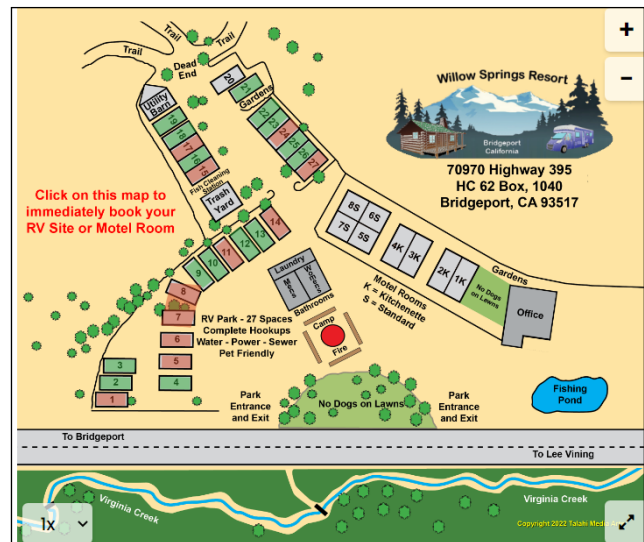 Trail
Trail
Trail
Dead
End
+
−
Utility
Barn
20
21
Gardens
19
18
17
16
15
22
23
24
25
26
27
Fish Cleaning
Station
Trash
Yard
Willow Springs Resort
Bridgeport
California
70970 Highway 395
HC 62 Box, 1040
Bridgeport, CA 93517
Click on this map to
immediately book your
RV Site or Motel Room
8S 6S
7S 5S
4K 3K
2K 1K
Gardens
No Dogs
on Lawns
Office
Motel Rooms
K = Kitchenette
S = Standard
14
13
12
11
10
9
8
7
6
5
4
3
2
1
Laundry
Mens
Womens
Bathrooms
RV Park - 27 Spaces
Complete Hookups
Water - Power - Sewer
Pet Friendly
Camp
Fire
Park
Entrance
and Exit
No Dogs on Lawns
Park
Entrance
and Exit
Fishing
Pond
To Bridgeport
To Lee Vining
Virginia Creek
Virginia Creek
1x
Copyright 2022 Talahi Media